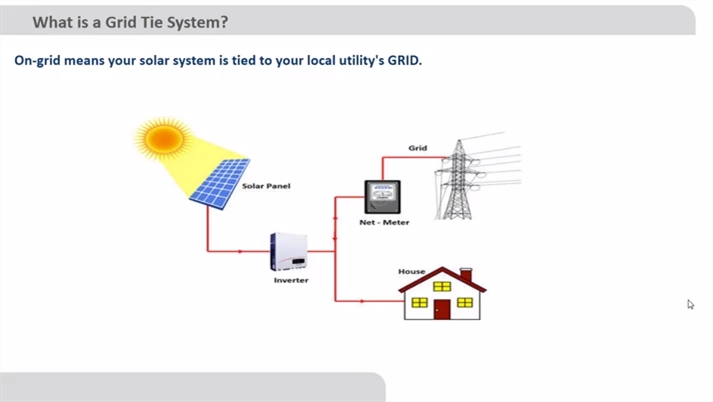 What is a Grid Tie System?
On-grid means your solar system is tied to your local utility's GRID.
Grid
Solar Panel
Net - Meter
House
Inverter